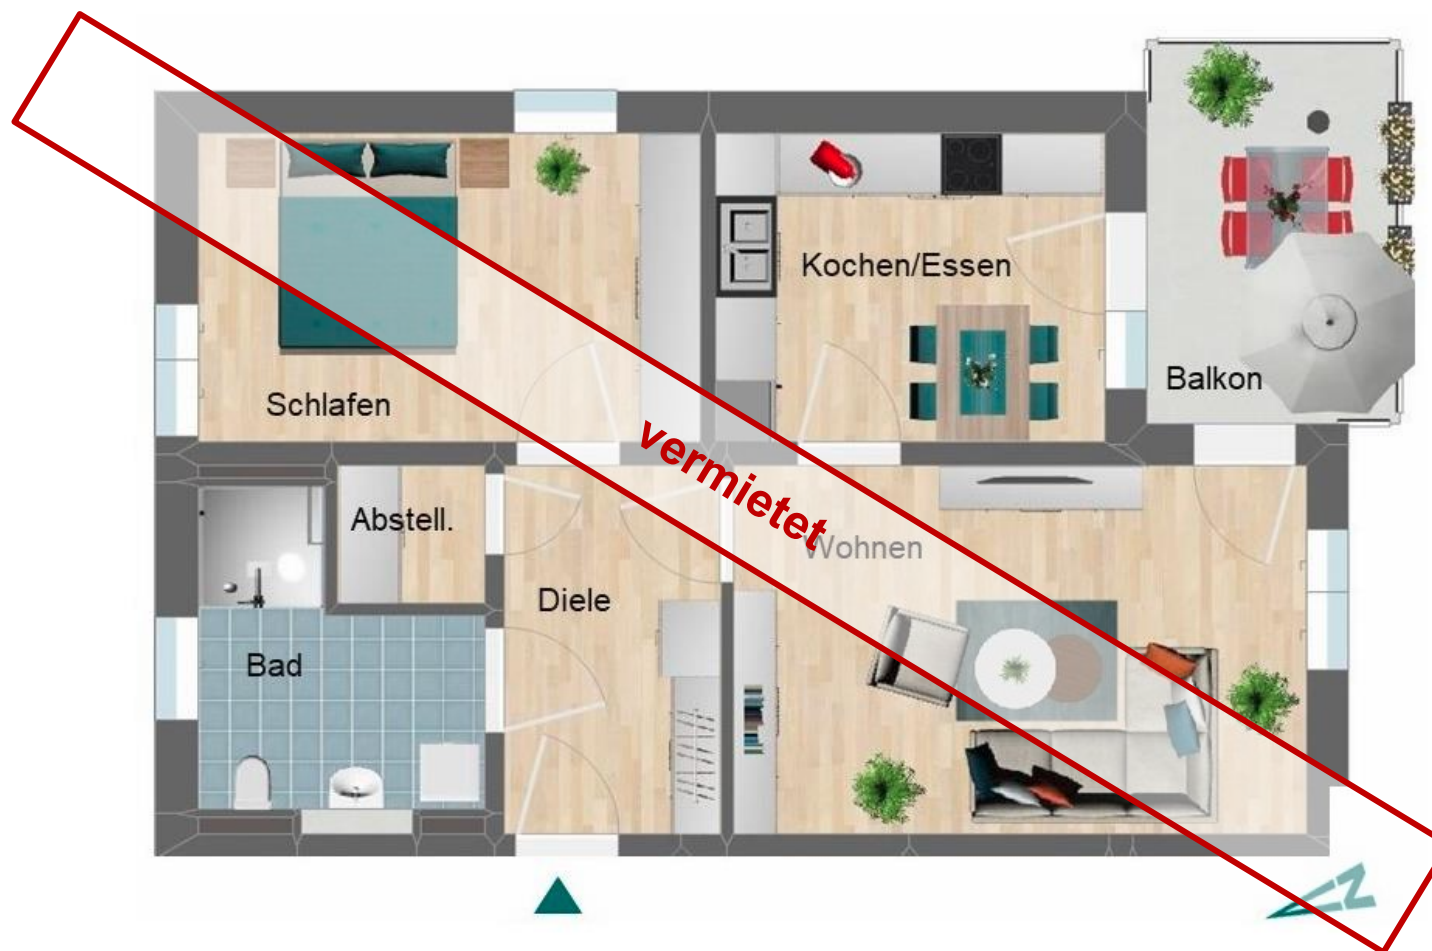 Kochen/Essen
Balkon
Schlafen
vermietet
Abstell.
Wohnen
Diele
Bad
N